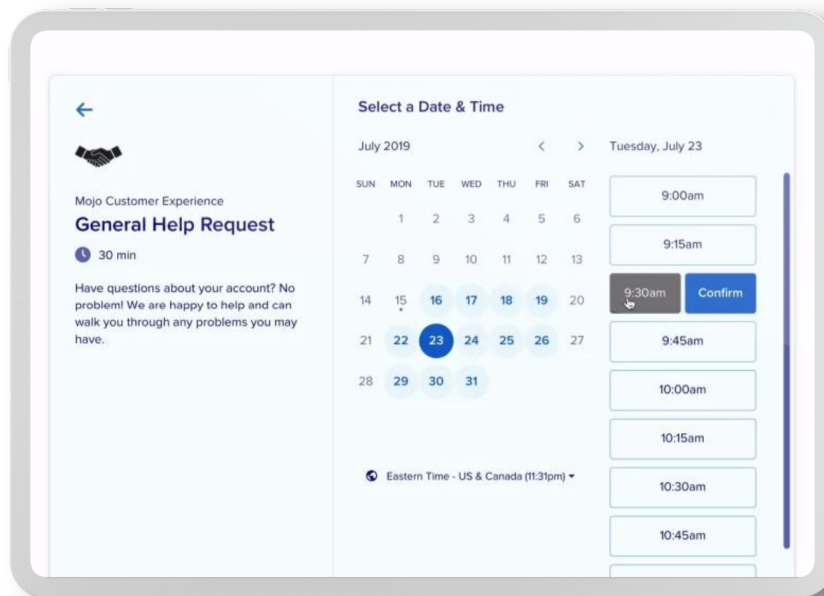 Mojo Customer Experience
General Help Request
30 min
Have questions about your account? No
problem! We are happy to help and can
walk you through any problems you may
have.
Select a Date & Time
July 2019
SUN MON TUE WED THU FRI SAT
1 2 3 4 5 6
7 8 9 10 11 12 13
14 15 16 17 18 19 20
21 22 23 24 25 26 27
28 29 30 31
Eastern Time - US & Canada (11:31pm)
Tuesday, July 23
9:00am
9:15am
9:30am Confirm
9:45am
10:00am
10:15am
10:30am
10:45am